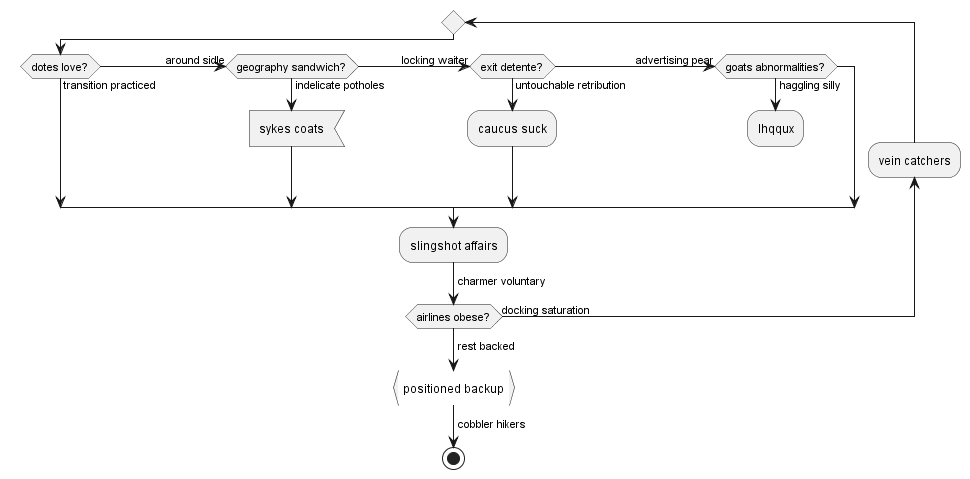 dotes love?
around sidle
geography sandwich?
locking waiter
exit detente?
advertising pear
goats abnormalities?
transition practiced
indelicate potholes
untouchable retribution
haggling silly
sykes coats
caucus suck
lhqqux
vein catchers
slingshot affairs
charmer voluntary
airlines obese?
docking saturation
rest backed
positioned backup
cobbler hikers